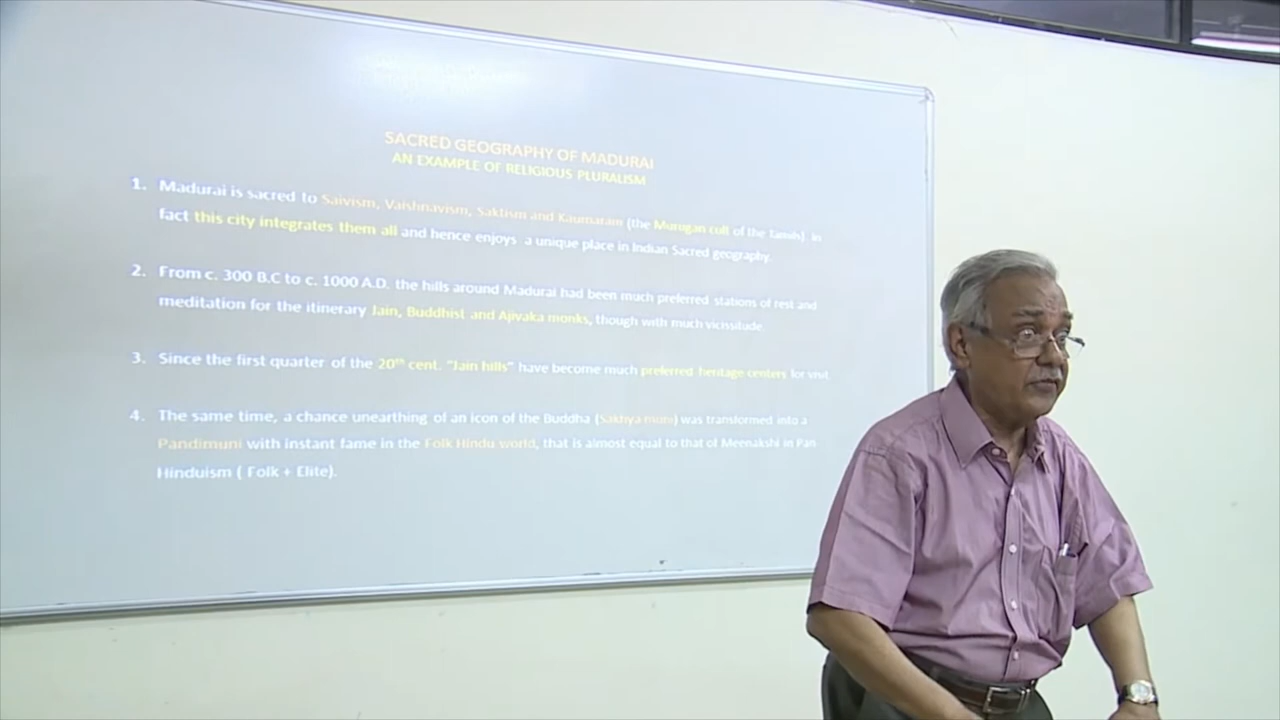 SACRED GEOGRAPHY OF MADURAI
AN EXAMPLE OF RELIGIOUS PLURALISM
1. Madurai is sacred to Saivism, Vaishnavism, Saktism and Kaumaram (the Murugan cult of the Tamils). In
fact this city integrates them all and hence enjoys a unique place in Indian Sacred geography.
2. From c. 300 B.C to c. 1000 A.D. the hills around Madurai had been much preferred stations of rest and
meditation for the itinerary Jain, Buddhist and Ajivaka monks, though with much vicissitude
3. Since the first quarter of the 20th cent. "Jain hills" have become much preferred heritage centers for visit.
4. The same time, a chance unearthing of an icon of the Buddha (Sakhya muni) was transformed into a
Pandimuni with instant fame in the Folk Hindu world, that is almost equal to that of Meenakshi in Pan
Hinduism ( Folk + Elite).